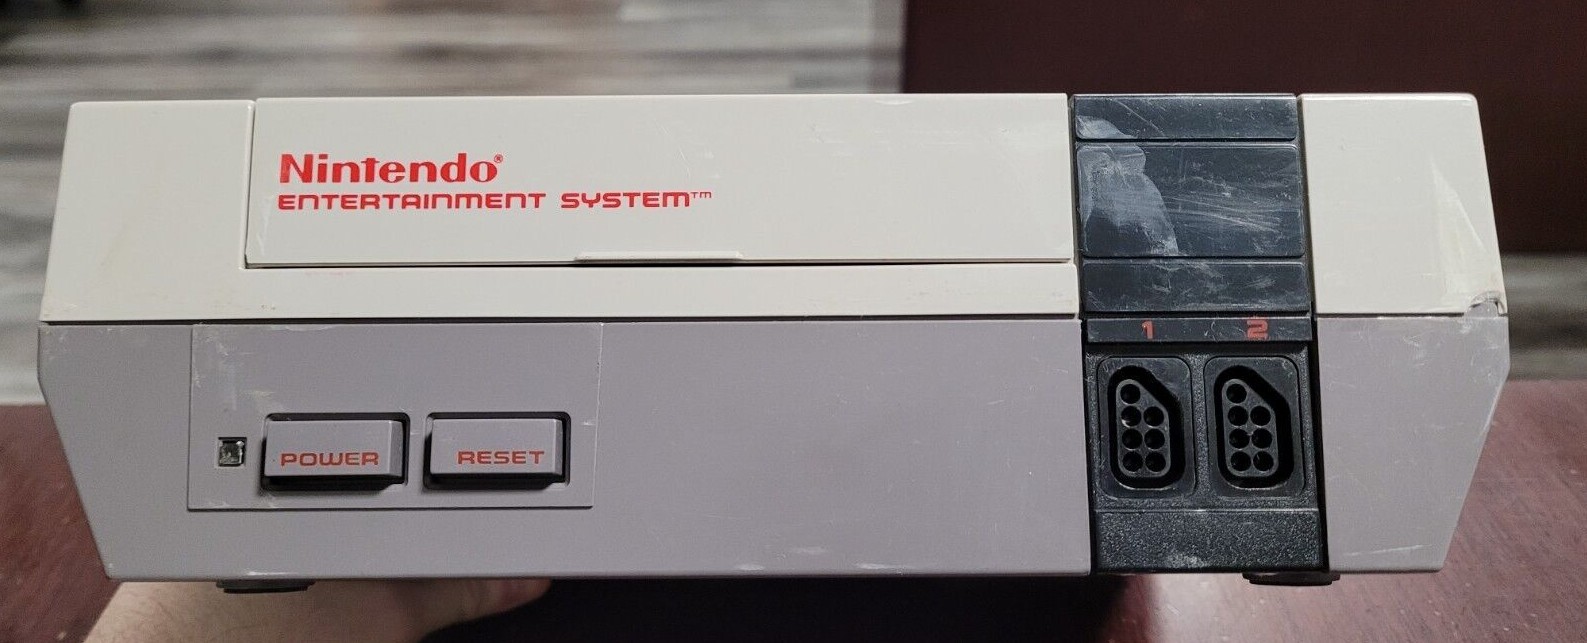 Nintendo®
ENTERTAINMENT SYSTEM™
1 2
POWER RESET